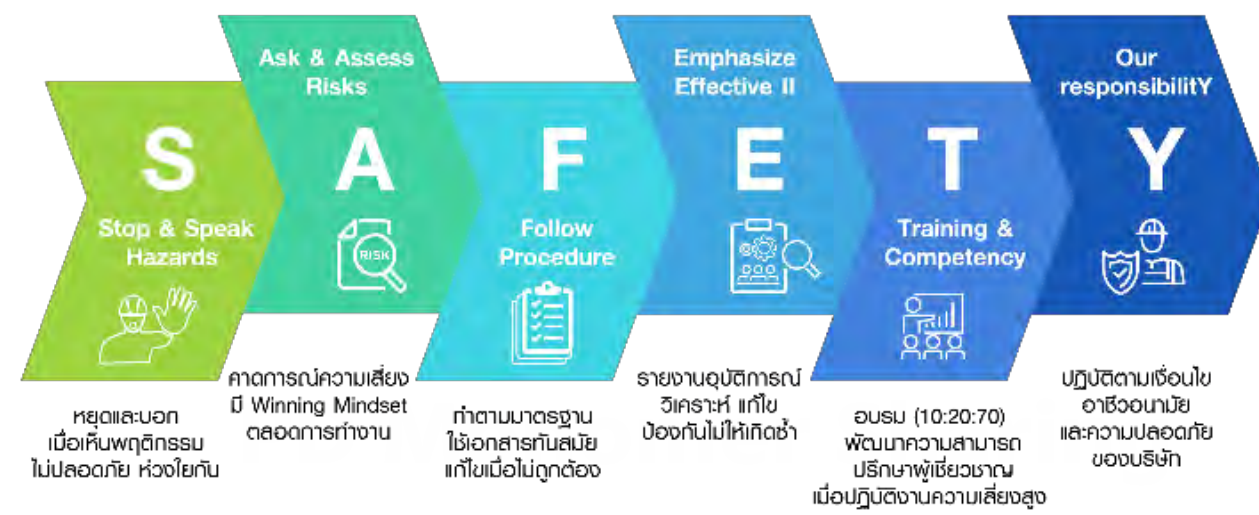 S
Stop & Speak
Hazards
หยุดและบอก
เมื่อเห็นพฤติกรรม
ไม่ปลอดภัย ห่วงใยกัน
Ask & Assess
Risks
A
RISK
คาดการณ์ความเสี่ยง
มี Winning Mindset
ตลอดการทำงาน
F
Follow
Procedure
ทำตามมาตรฐาน
ใช้เอกสารทันสมัย
แก้ไขเมื่อไม่ถูกต้อง
Emphasize
Effective II
E
รายงานอุบัติการณ์
วิเคราะห์ แก้ไข
ป้องกันไม่ให้เกิดซ้ำ
T
Training &
Competency
อบรม (10:20:70)
พัฒนาความสามารถ
ปรึกษาผู้เชี่ยวชาญ
เมื่อปฏิบัติงานความเสี่ยงสูง
Our
responsibilitY
Y
ปฏิบัติตามเงื่อนไข
อาชีวอนามัย
และความปลอดภัย
ของบริษัท